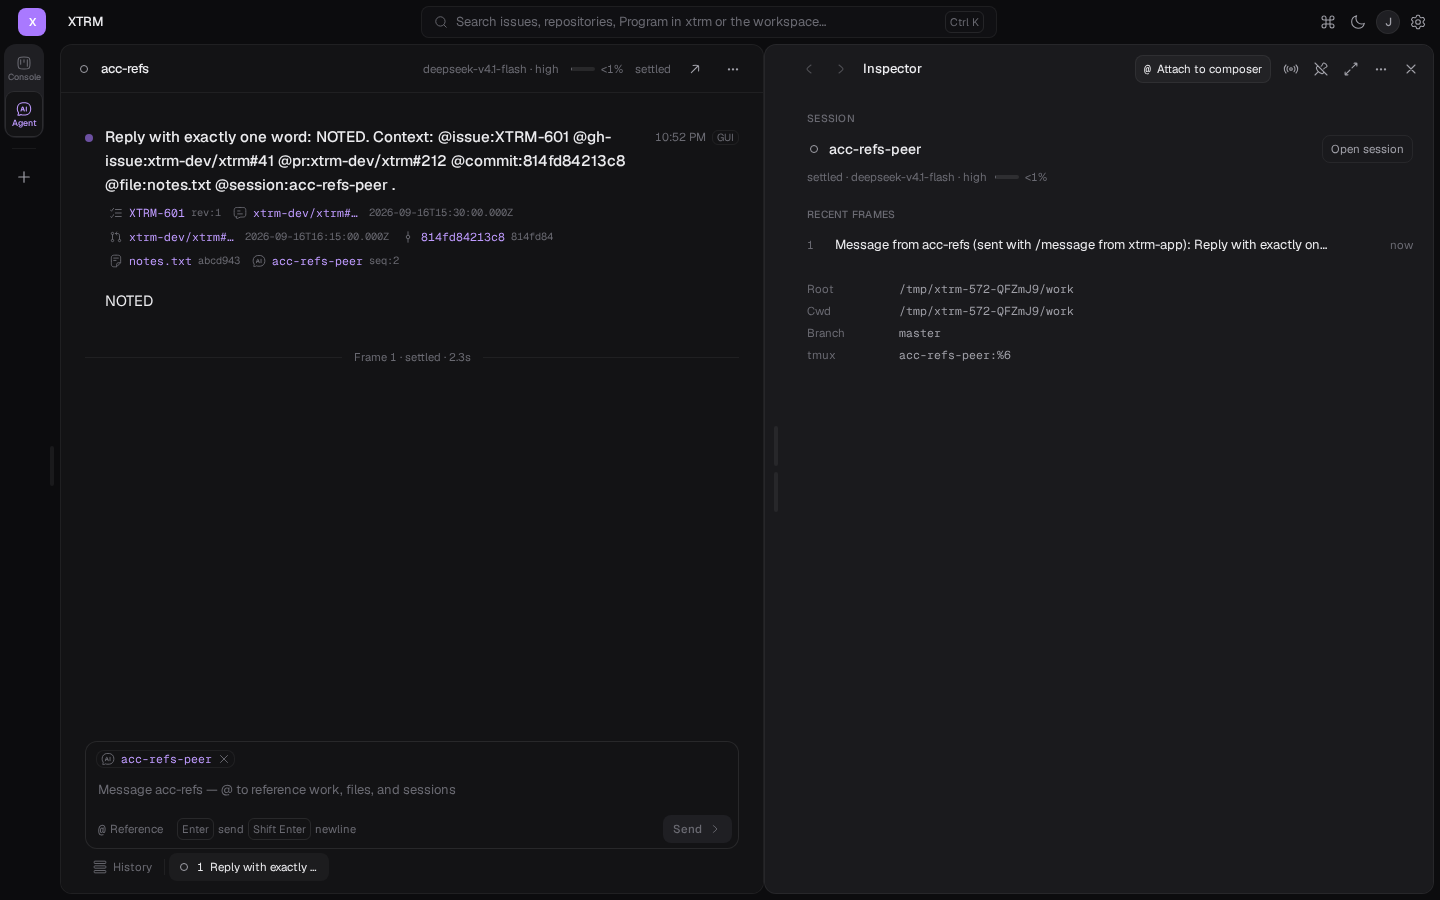 X XTRM
Search issues, repositories, Program in xtrm or the workspace… Ctrl K
J
Console
Agent
acc-refs
deepseek-v4.1-flash · high <1% settled
Reply with exactly one word: NOTED. Context: @issue:XTRM-601 @gh-
issue:xtrm-dev/xtrm#41 @pr:xtrm-dev/xtrm#212 @commit:814fd84213c8
@file:notes.txt @session:acc-refs-peer .
10:52 PM GUI
XTRM-601 rev:1 xtrm-dev/xtrm#… 2026-09-16T15:30:00.000Z
xtrm-dev/xtrm#… 2026-09-16T16:15:00.000Z 814fd84213c8 814fd84
notes.txt abcd943 acc-refs-peer seq:2
NOTED
Frame 1 · settled · 2.3s
acc-refs-peer
Message acc-refs — @ to reference work, files, and sessions
@ Reference Enter send Shift Enter newline Send
History 1 Reply with exactly …
Inspector
@ Attach to composer
SESSION
acc-refs-peer Open session
settled · deepseek-v4.1-flash · high <1%
RECENT FRAMES
1 Message from acc-refs (sent with /message from xtrm-app): Reply with exactly on… now
Root /tmp/xtrm-572-QFZmJ9/work
Cwd /tmp/xtrm-572-QFZmJ9/work
Branch master
tmux acc-refs-peer:%6